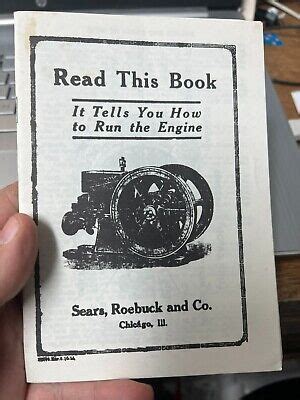 Read This Book
It Tells You How
to Run the Engine
Sears, Roebuck and Co.
Chicago, Ill.